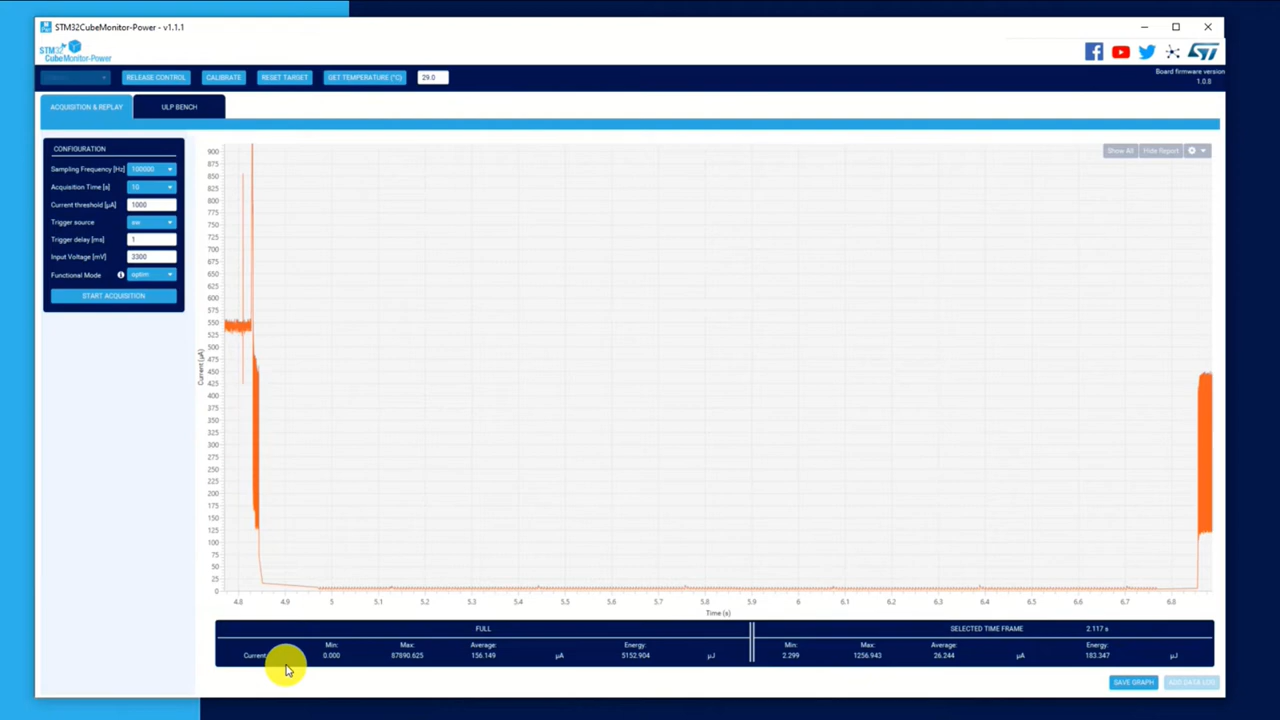 STM32CubeMonitor-Power - v1.1.1
STM32
CubeMonitor-Power
RELEASE CONTROL
CALIBRATE
RESET TARGET
GET TEMPERATURE (°C)
29.0
Board firmware version
1.0.8
ACQUISITION & REPLAY
ULP BENCH
CONFIGURATION
Sampling Frequency [Hz] 100000
Acquisition Time [s] 10
Current threshold [µA] 1000
Trigger source sw
Trigger delay [ms] 1
Input Voltage [mV] 3300
Functional Mode optim
START ACQUISITION
Show All
Hide Report
Current (µA)
900
875
850
825
800
775
750
725
700
675
650
625
600
575
550
525
500
475
450
425
400
375
350
325
300
275
250
225
200
175
150
125
100
75
50
25
0
4.8 4.9 5 5.1 5.2 5.3 5.4 5.5 5.6 5.7 5.8 5.9 6 6.1 6.2 6.3 6.4 6.5 6.6 6.7 6.8
Time (s)
FULL
Min: Max: Average: Energy:
Current 0.000 87890.625 156.149 µA 5152.904 µJ
SELECTED TIME FRAME 2.117 s
Min: Max: Average: Energy:
2.299 1256.943 26.244 µA 183.347 µJ
SAVE GRAPH
ADD DATA LOG